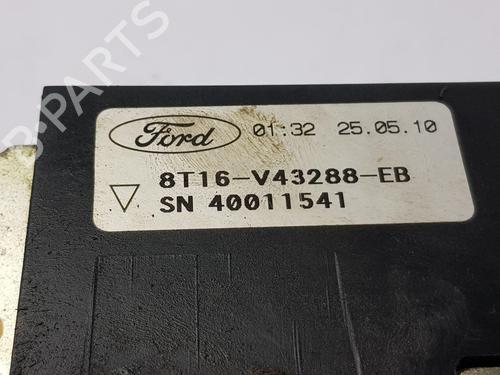 Ford 01:32 25.05.10
8T16-V43288-EB
SN 40011541
B-PARTS